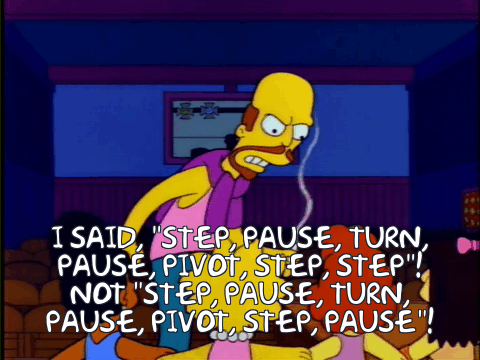 I SAID, "STEP, PAUSE, TURN,
PAUSE, PIVOT, STEP, STEP"!
NOT "STEP, PAUSE, TURN,
PAUSE, PIVOT, STEP, PAUSE"!